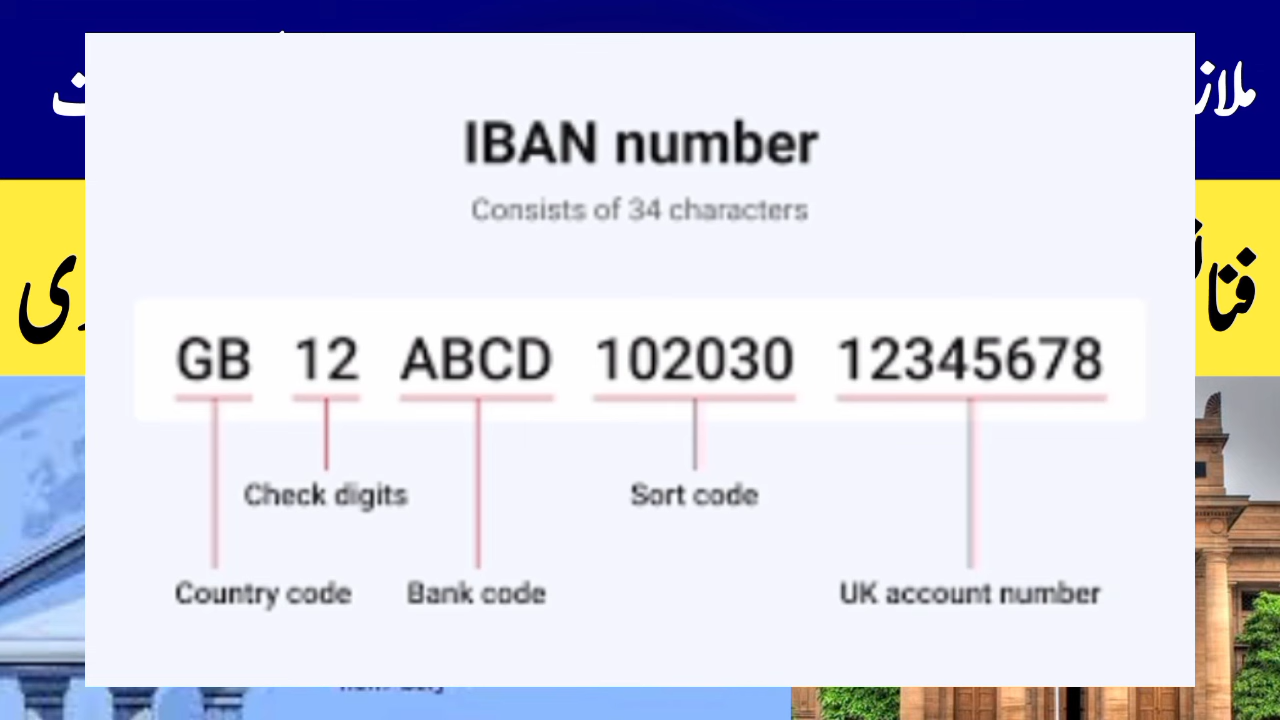 IBAN number
Consists of 34 characters
GB 12 ABCD 102030 12345678
Check digits Sort code
Country code Bank code UK account number